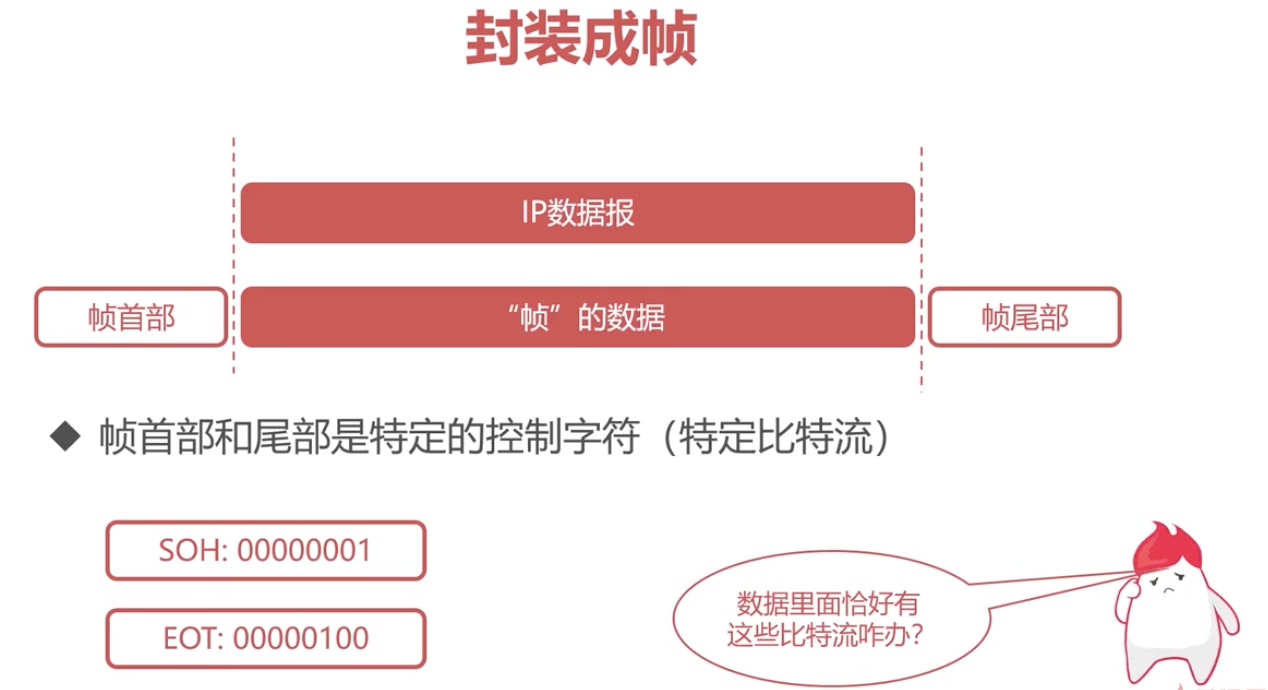 封装成帧
IP数据报
帧首部
“帧”的数据
帧尾部
◆ 帧首部和尾部是特定的控制字符（特定比特流）
SOH: 00000001
EOT: 00000100
数据里面恰好有
这些比特流咋办？